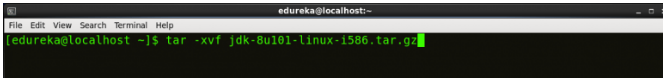 edureka@localhost:~
File Edit View Search Terminal Help
[edureka@localhost ~]$ tar -xvf jdk-8u101-linux-i586.tar.gz